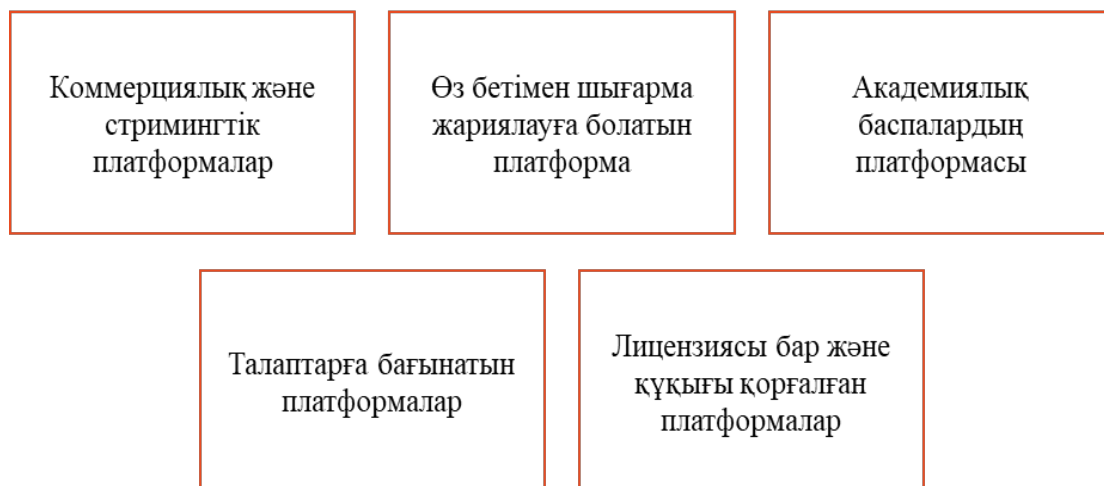 Коммерциялық және
стримингтік
платформалар
Өз бетімен шығарма
жариялауға болатын
платформа
Академиялық
баспалардың
платформасы
Талаптарға бағынатын
платформалар
Лицензиясы бар және
құқығы қорғалған
платформалар